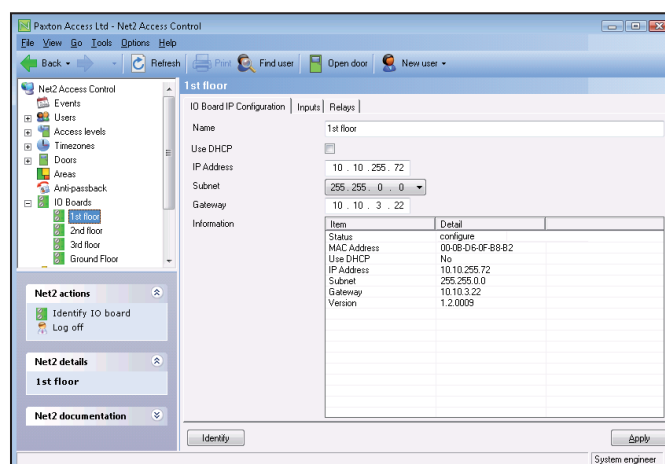 Paxton Access Ltd - Net2 Access Control
File View Go Tools Options Help
Back Refresh Print Find user Open door New user
Net2 Access Control
Events
Users
Access levels
Timezones
Doors
Areas
Anti-passback
IO Boards
1st floor
2nd floor
3rd floor
Ground Floor
Net2 actions
Identify IO board
Log off
Net2 details
1st floor
Net2 documentation
1st floor
IO Board IP Configuration Inputs Relays
Name 1st floor
Use DHCP
IP Address 10 . 10 . 255 . 72
Subnet 255. 255. 0 . 0
Gateway 10 . 10 . 3 . 22
Information
Item Detail
Status configure
MAC Address 00-0B-D6-0F-B8-B2
Use DHCP No
IP Address 10.10.255.72
Subnet 255.255.0.0
Gateway 10.10.3.22
Version 1.2.0009
Identify Apply
System engineer